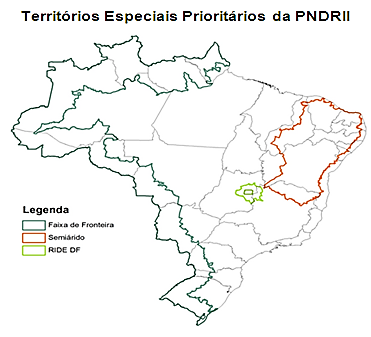 Territórios Especiais Prioritários da PNDRII
Legenda
Faixa de Fronteira
Semiárido
RIDE DF